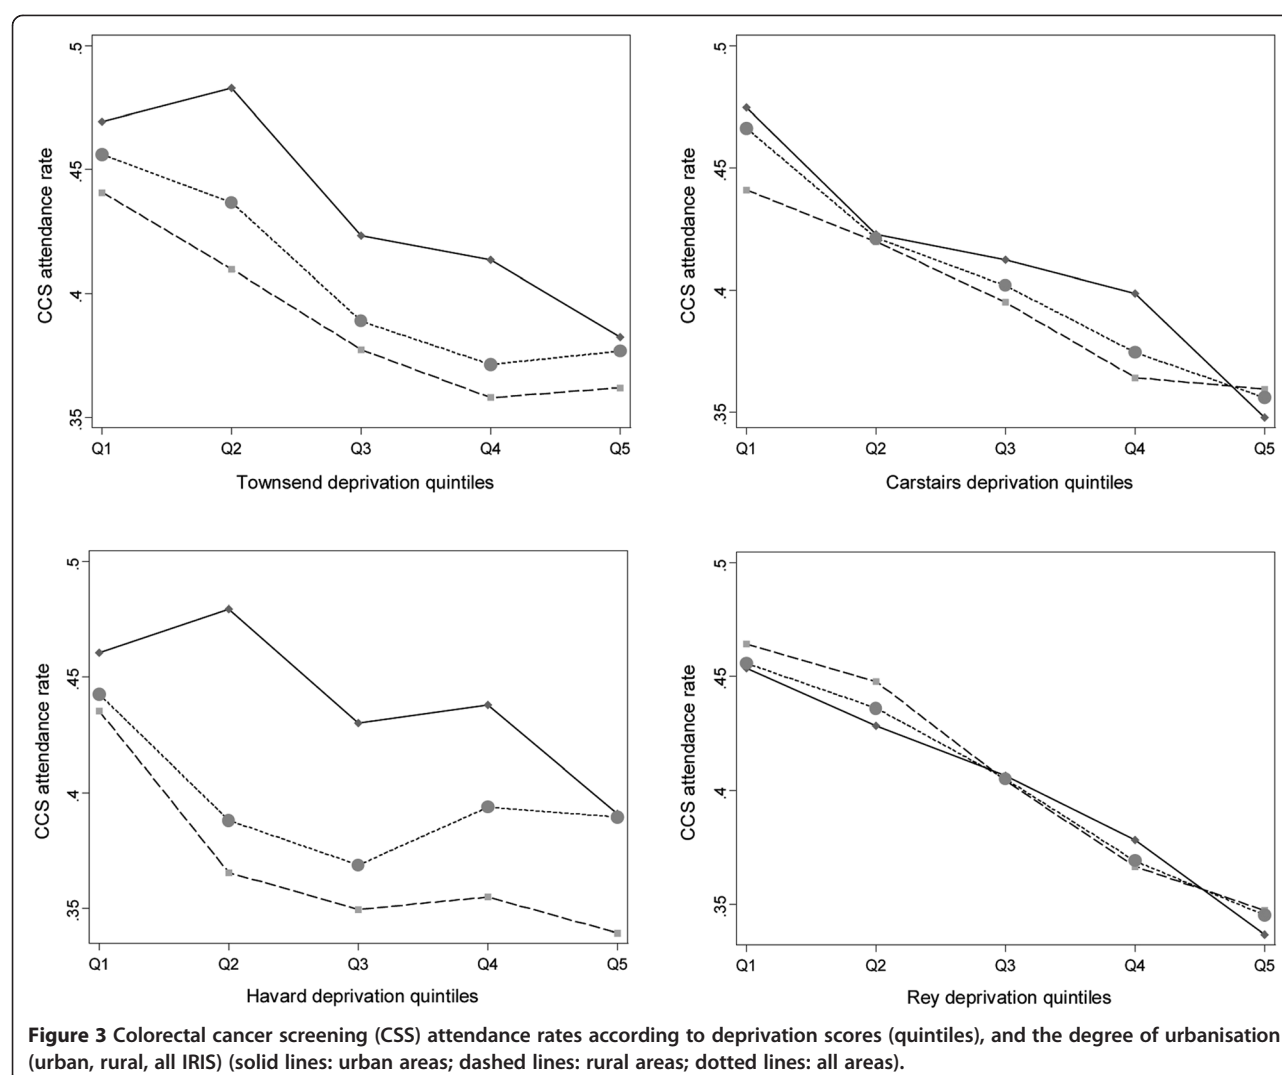 .5
.45
.4
.35
CCS attendance rate
Q1 Q2 Q3 Q4 Q5
Townsend deprivation quintiles
.5
.45
.4
.35
CCS attendance rate
Q1 Q2 Q3 Q4 Q5
Carstairs deprivation quintiles
.5
.45
.4
.35
CCS attendance rate
Q1 Q2 Q3 Q4 Q5
Havard deprivation quintiles
.5
.45
.4
.35
CCS attendance rate
Q1 Q2 Q3 Q4 Q5
Rey deprivation quintiles
Figure 3 Colorectal cancer screening (CSS) attendance rates according to deprivation scores (quintiles), and the degree of urbanisation
(urban, rural, all IRIS) (solid lines: urban areas; dashed lines: rural areas; dotted lines: all areas).